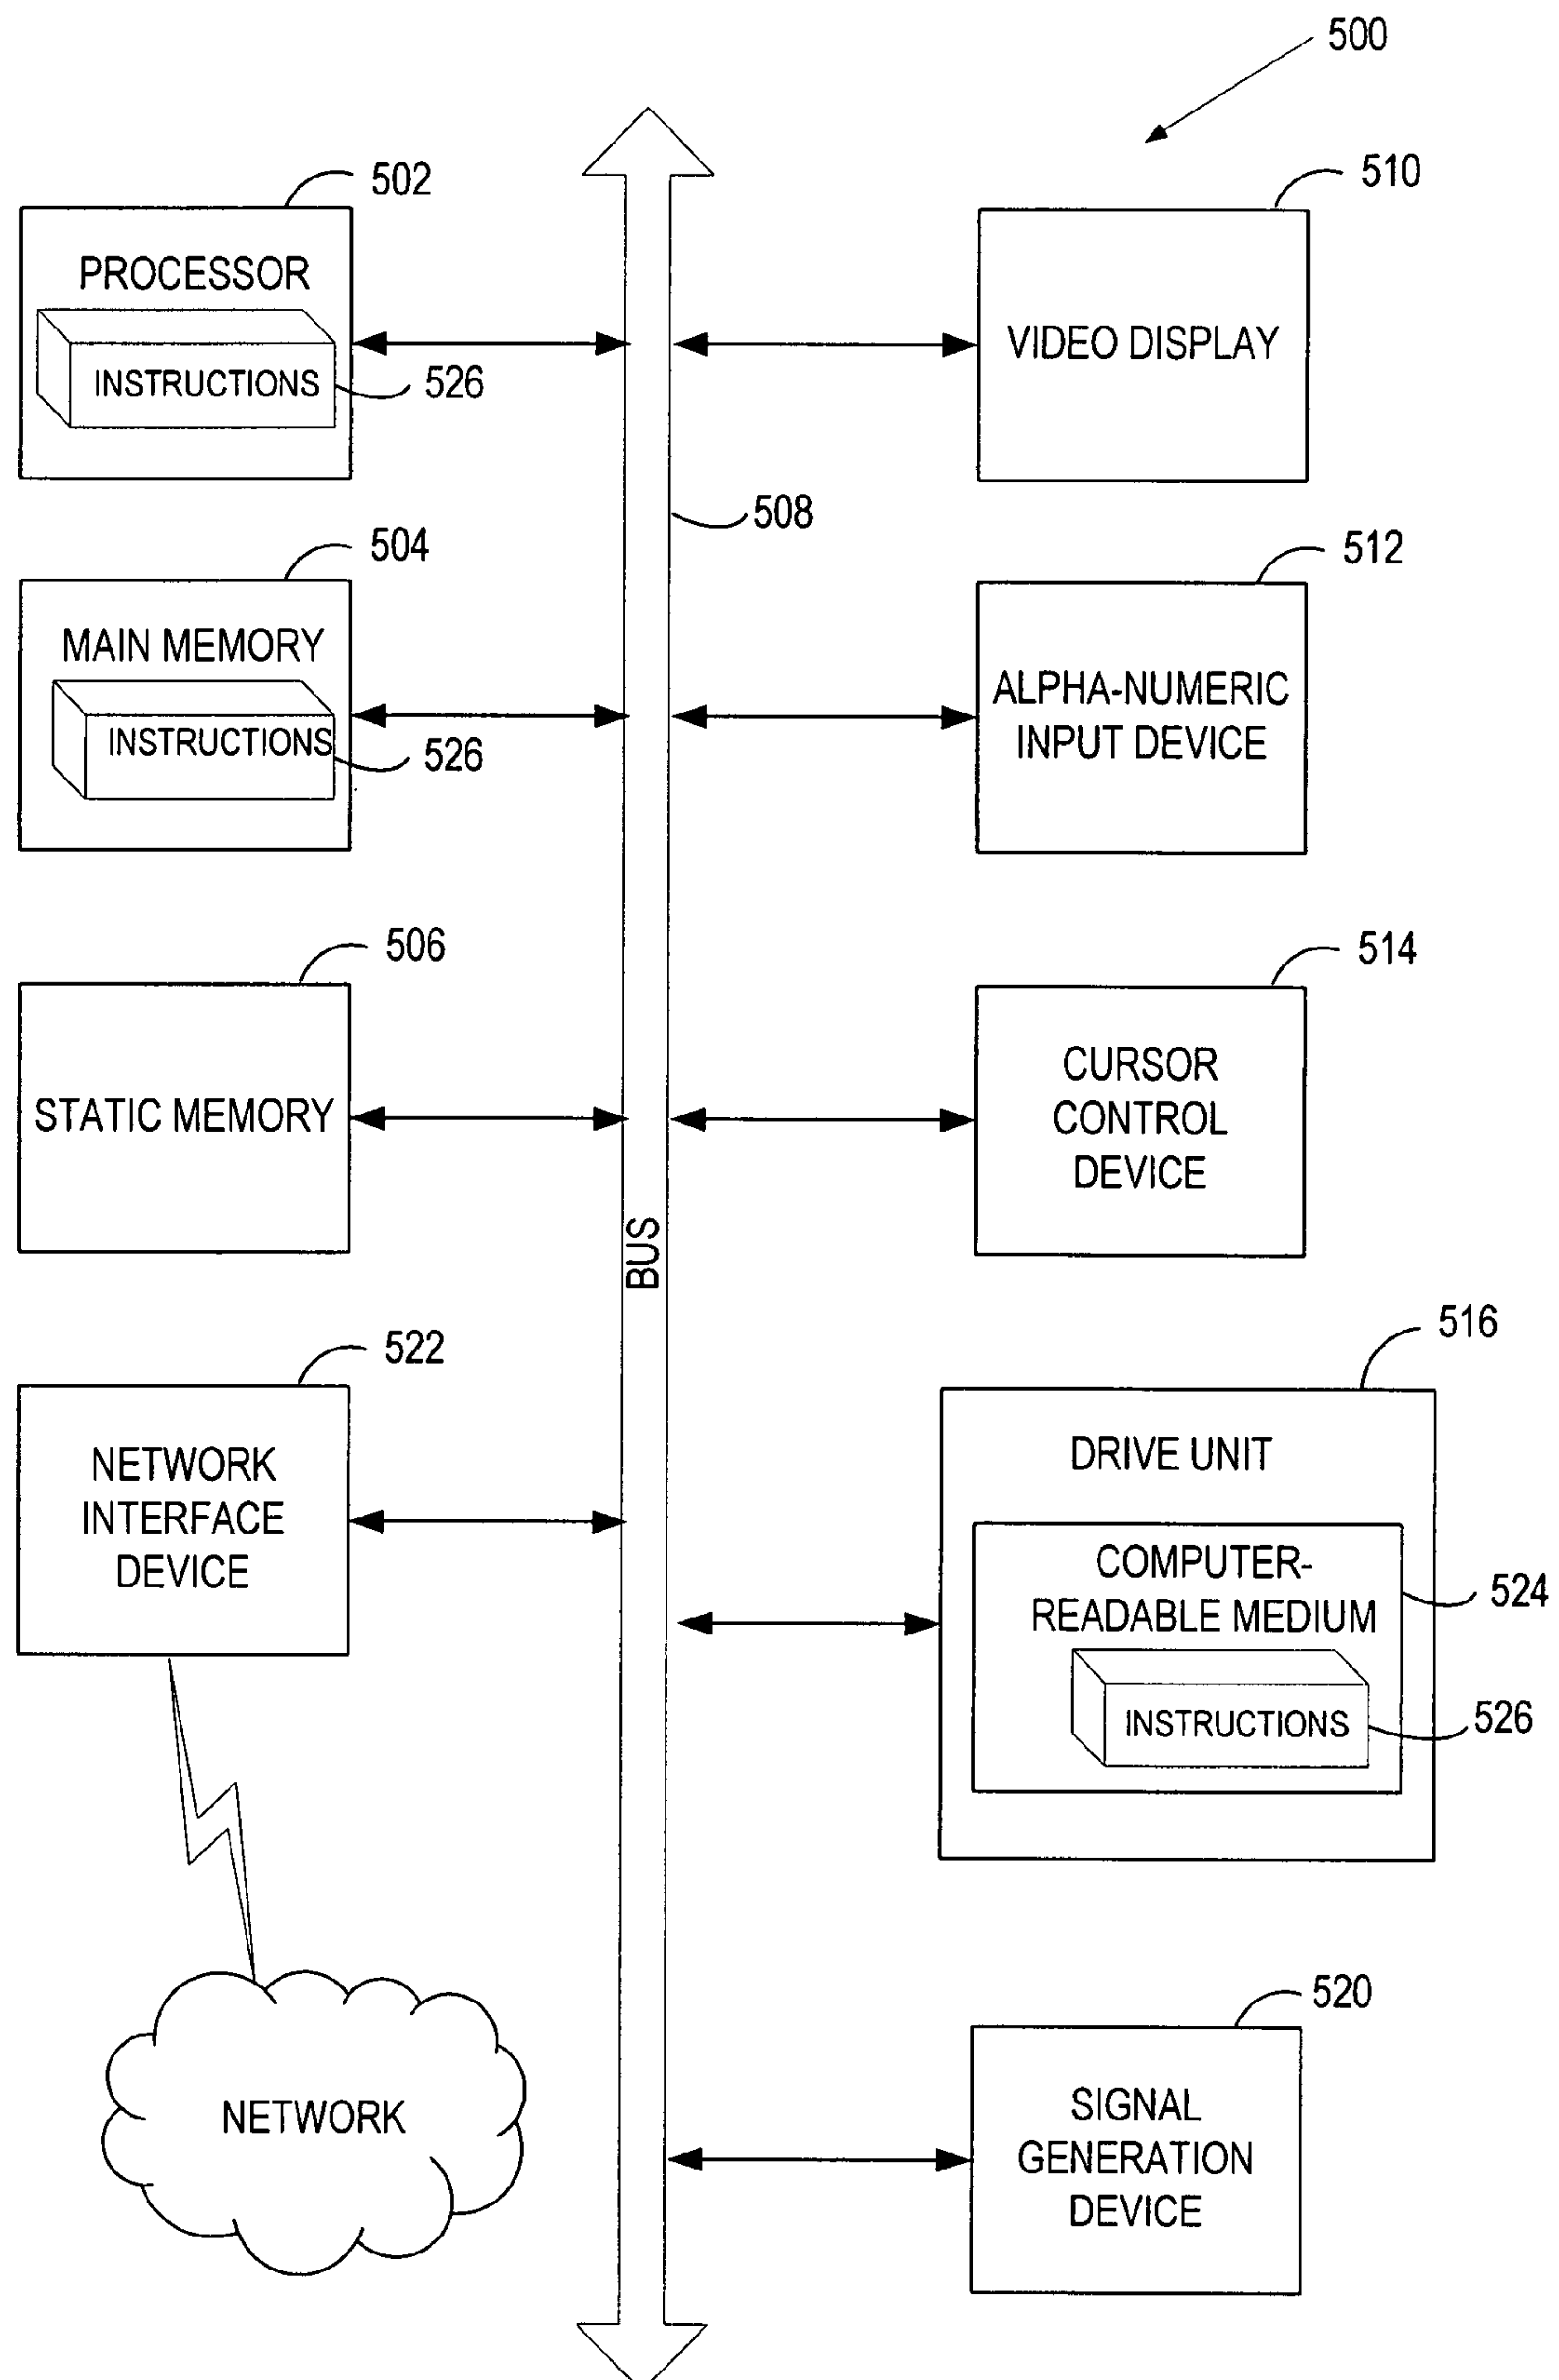 500
502
PROCESSOR
INSTRUCTIONS
526
510
VIDEO DISPLAY
508
504
MAIN MEMORY
INSTRUCTIONS
526
512
ALPHA-NUMERIC
INPUT DEVICE
506
STATIC MEMORY
514
CURSOR
CONTROL
DEVICE
BUS
522
NETWORK
INTERFACE
DEVICE
516
DRIVE UNIT
COMPUTER-
READABLE MEDIUM
524
INSTRUCTIONS
526
NETWORK
520
SIGNAL
GENERATION
DEVICE